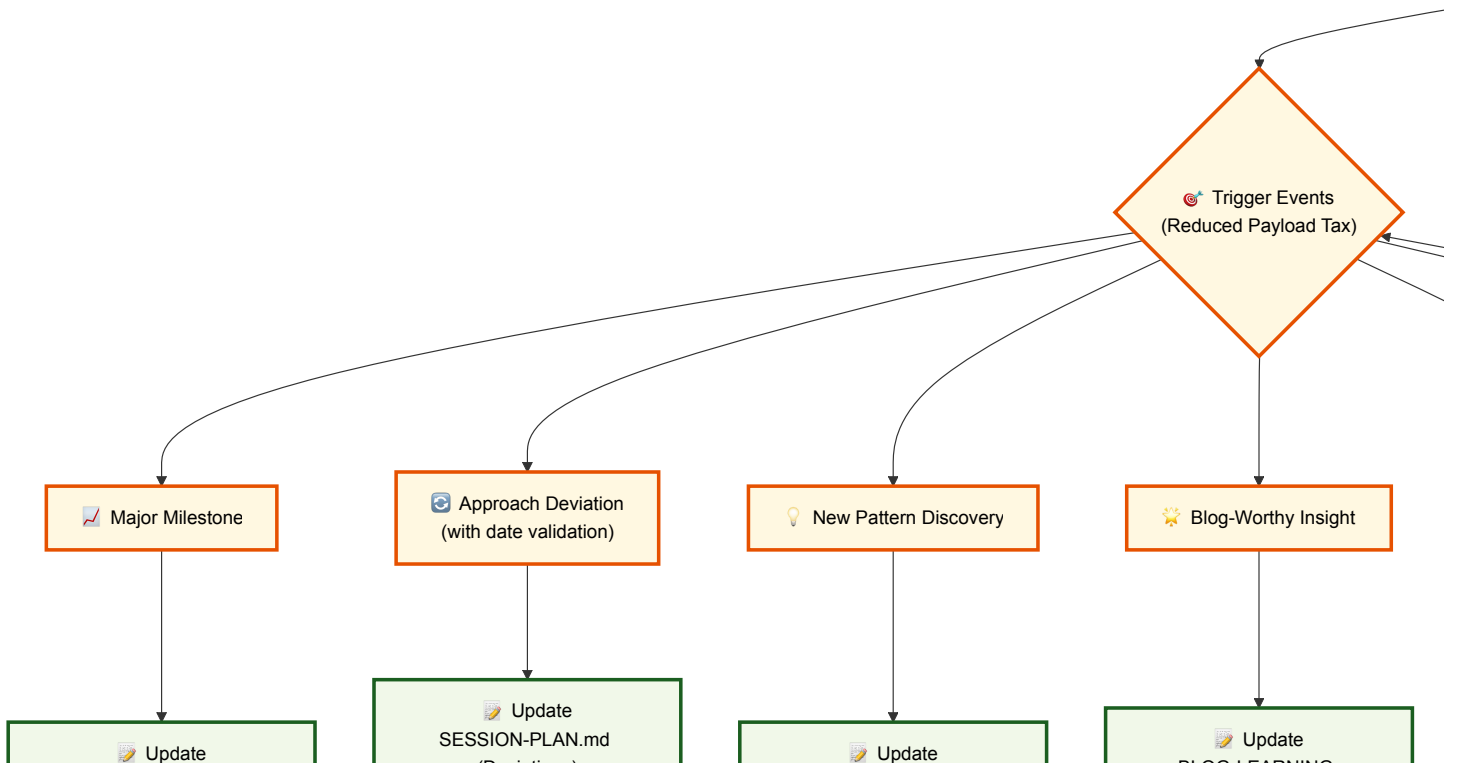 🎯 Trigger Events
(Reduced Payload Tax)
📈 Major Milestone
🔄 Approach Deviation
(with date validation)
💡 New Pattern Discovery
🌟 Blog-Worthy Insight
📝 Update
📝 Update
SESSION-PLAN.md
📝 Update
📝 Update